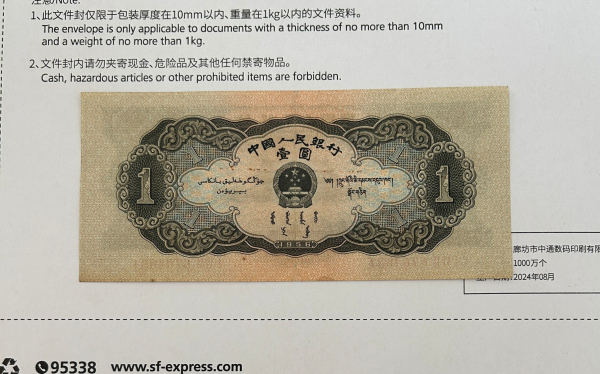 注意/Note:
1、此文件封仅限于包装厚度在10mm以内、重量在1kg以内的文件资料。
The envelope is only applicable to documents with a thickness of no more than 10mm
and a weight of no more than 1kg.
2、文件封内请勿夹寄现金、危险品及其他任何禁寄物品。
Cash, hazardous articles or other prohibited items are forbidden.
中國人民銀行
壹圓
1
1
1
1
1956
廊坊市中通数码印刷有限
1000万个
2024年08月
95338 www.sf-express.com